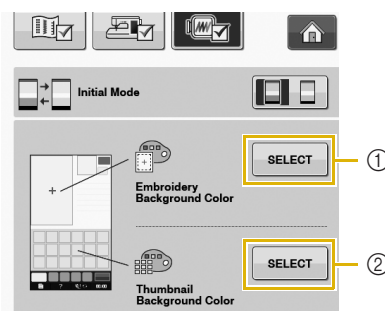 Initial Mode
SELECT
①
Embroidery
Background Color
SELECT
②
Thumbnail
Background Color